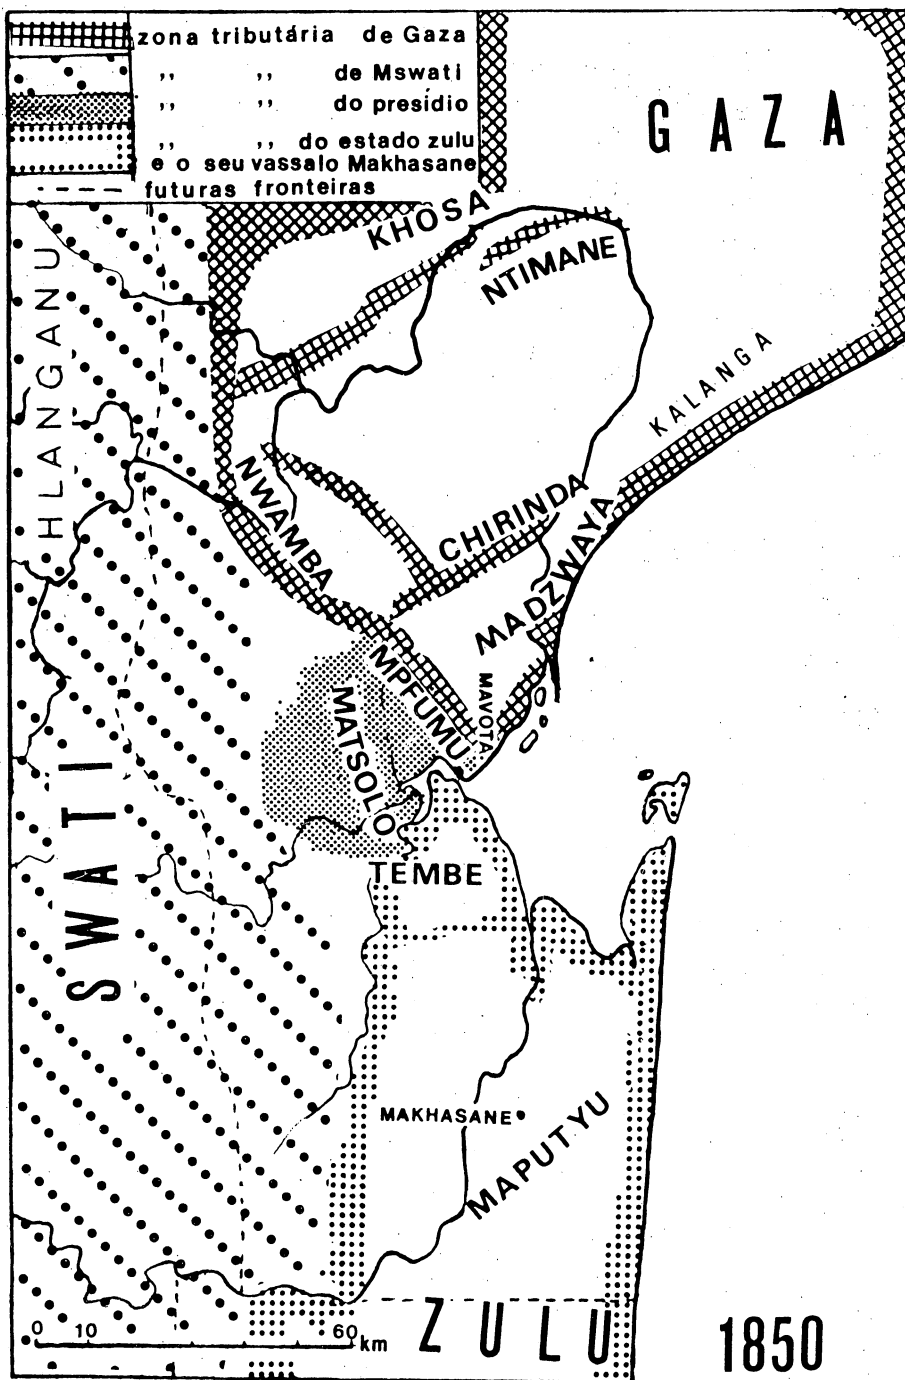 zona tributária de Gaza
,, ,, de Mswati
,, ,, do presídio
,, ,, do estado zulu
e o seu vassalo Makhasane
futuras fronteiras
GAZA
KHOSA
NTIMANE
HLANGANU
KALANGA
NWAMBA
CHIRINDA
MADZWAYA
MPFUMU
MAVOTA
MATSOLO
SWATI
TEMBE
MAKHASANE
MAPUTYU
0 10 60 km
ZULU
1850